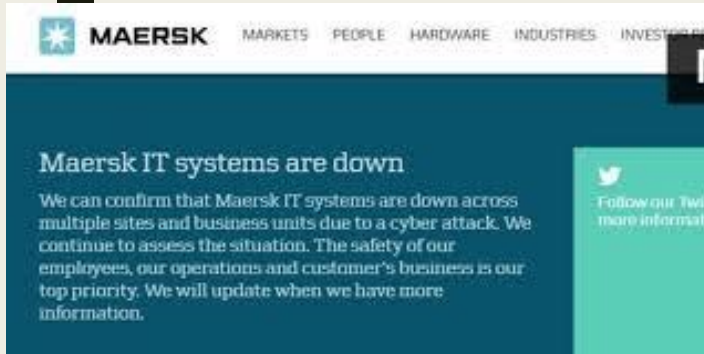 MAERSK MARKETS PEOPLE HARDWARE INDUSTRIES
Maersk IT systems are down
We can confirm that Maersk IT systems are down across
multiple sites and business units due to a cyber attack. We
continue to assess the situation. The safety of our
employees, our operations and customer's business is our
top priority. We will update when we have more
information.
Follow our
more